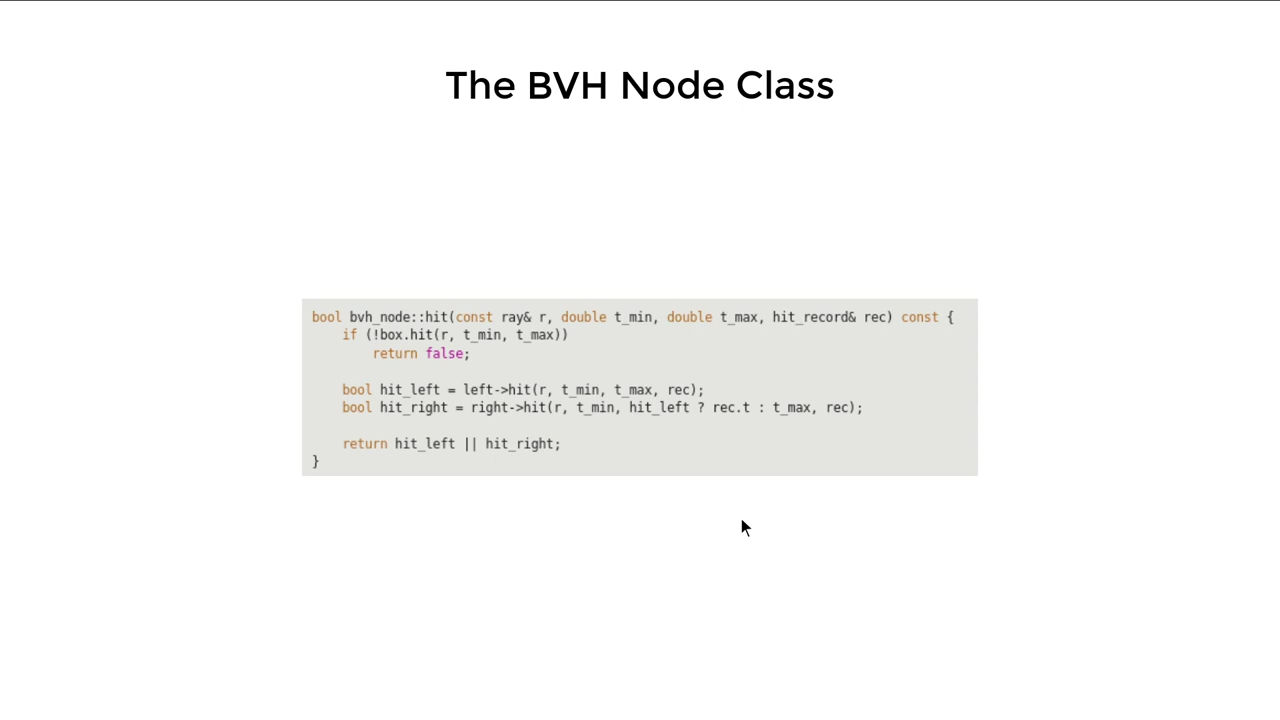 The BVH Node Class
bool bvh_node::hit(const ray& r, double t_min, double t_max, hit_record& rec) const {
    if (!box.hit(r, t_min, t_max))
        return false;
    bool hit_left = left->hit(r, t_min, t_max, rec);
    bool hit_right = right->hit(r, t_min, hit_left ? rec.t : t_max, rec);
    return hit_left || hit_right;
}